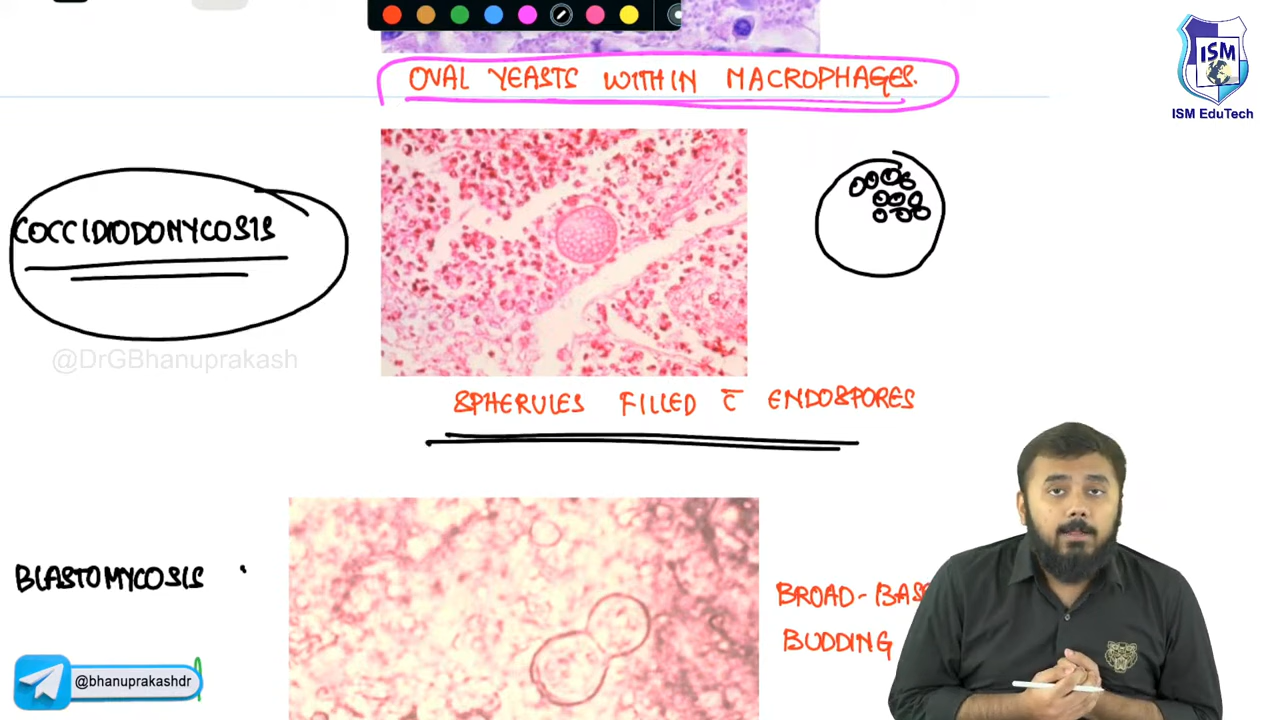 ISM
ISM EduTech
OVAL YEASTS WITHIN MACROPHAGES.
COCCIDIODOMYCOSIS
@DrGBhanuprakash
SPHERULES FILLED C̅ ENDOSPORES
BLASTOMYCOSIS
BROAD-BAS
BUDDING
@bhanuprakashdr